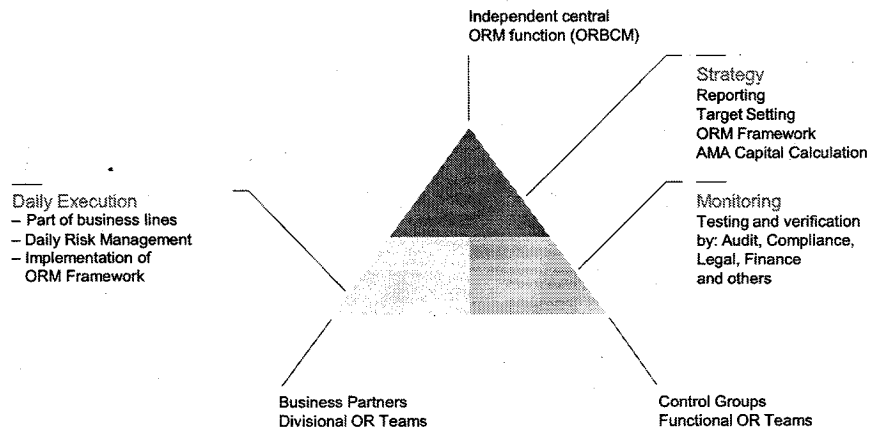 Independent central
ORM function (ORBCM)
Strategy
Reporting
Target Setting
ORM Framework
AMA Capital Calculation
Daily Execution
– Part of business lines
– Daily Risk Management
– Implementation of
ORM Framework
Monitoring
Testing and verification
by: Audit, Compliance,
Legal, Finance
and others
Business Partners
Divisional OR Teams
Control Groups
Functional OR Teams